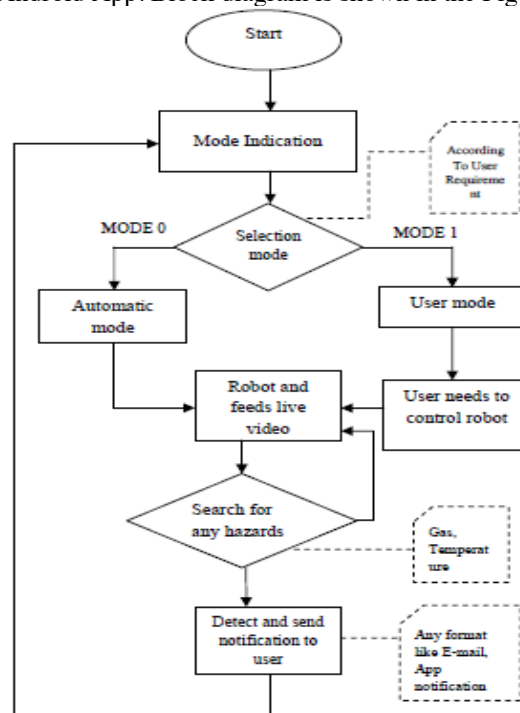 Android App. Block diagram is shown in the Fig
Start
Mode Indication
According
To User
Requireme
nt
MODE 0
Selection
mode
MODE 1
Automatic
mode
User mode
Robot and
feeds live
video
User needs to
control robot
Search for
any hazards
Gas,
Temperat
ure
Detect and send
notification to
user
Any format
like E-mail,
App
notification